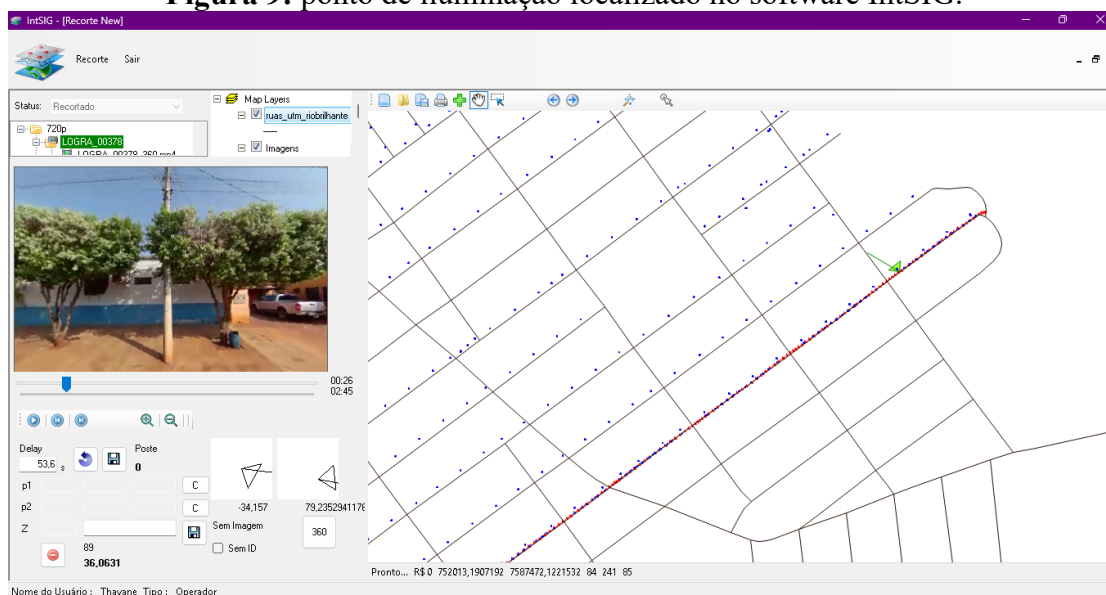 Figura 9: ponto de iluminação localizado no software IntSIG.
IntSIG - [Recorte New]
Recorte Sair
Status: Recortado
720p
LOGRA_00378
LOGRA_00378_360.mp4
Map Layers
ruas_utm_riobrilhante
Imagens
00:26
02:45
Delay
53,6 s
Poste
0
p1
C
p2
C
Z
-34,157
79,2352941176
Sem Imagem
Sem ID
360
89
36,0631
Pronto... R$ 0 752013,1907192 7587472,1221532 84 241 85
Nome do Usuário : Thayane Tipo : Operador